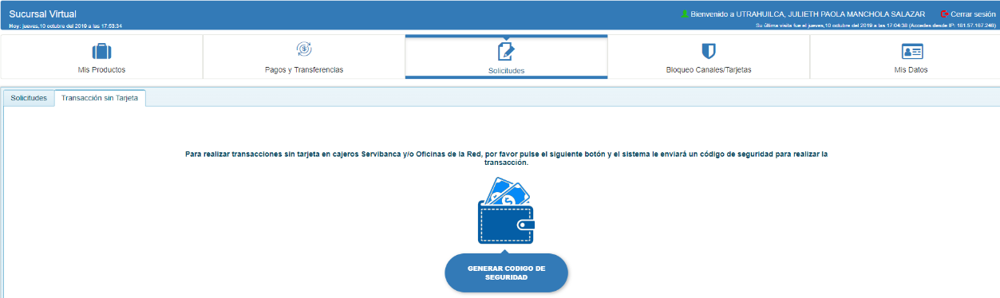 Sucursal Virtual
Bienvenido a UTRAHUILCA, JULIETH PAOLA MANCHOLA SALAZAR
Cerrar sesión
Hoy: jueves,10 octubre del 2019 a las 17:53:34
Su última visita fue el jueves,10 octubre del 2019 a las 17:04:38 (Accedes desde IP: 181.57.167.246)
Mis Productos
Pagos y Transferencias
Solicitudes
Bloqueo Canales/Tarjetas
Mis Datos
Solicitudes
Transacción sin Tarjeta
Para realizar transacciones sin tarjeta en cajeros Servibanca y/o Oficinas de la Red, por favor pulse el siguiente botón y el sistema le enviará un código de seguridad para realizar la
transacción.
GENERAR CODIGO DE
SEGURIDAD